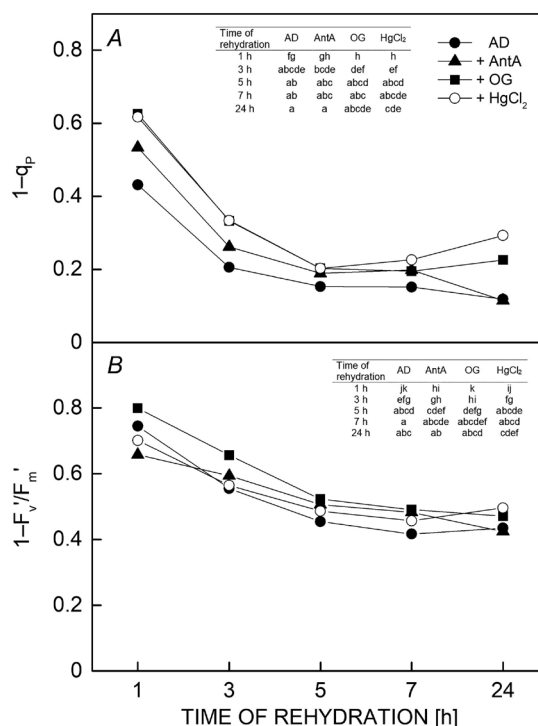 A
Time of rehydration AD AntA OG HgCl₂
1 h fg gh h h
3 h abcde bcde def ef
5 h ab abc abcd abcd
7 h ab abc abc abcde
24 h a a abcde cde
AD
+ AntA
+ OG
+ HgCl₂
0.8
0.6
0.4
0.2
0
1–qP
B
Time of rehydration AD AntA OG HgCl₂
1 h jk hi k ij
3 h efg gh hi fg
5 h abcd cdef defg abcde
7 h a abcde abcdef abcd
24 h abc ab abcd cdef
0.8
0.6
0.4
0.2
0
1–Fv'/Fm'
1 3 5 7 24
TIME OF REHYDRATION [h]